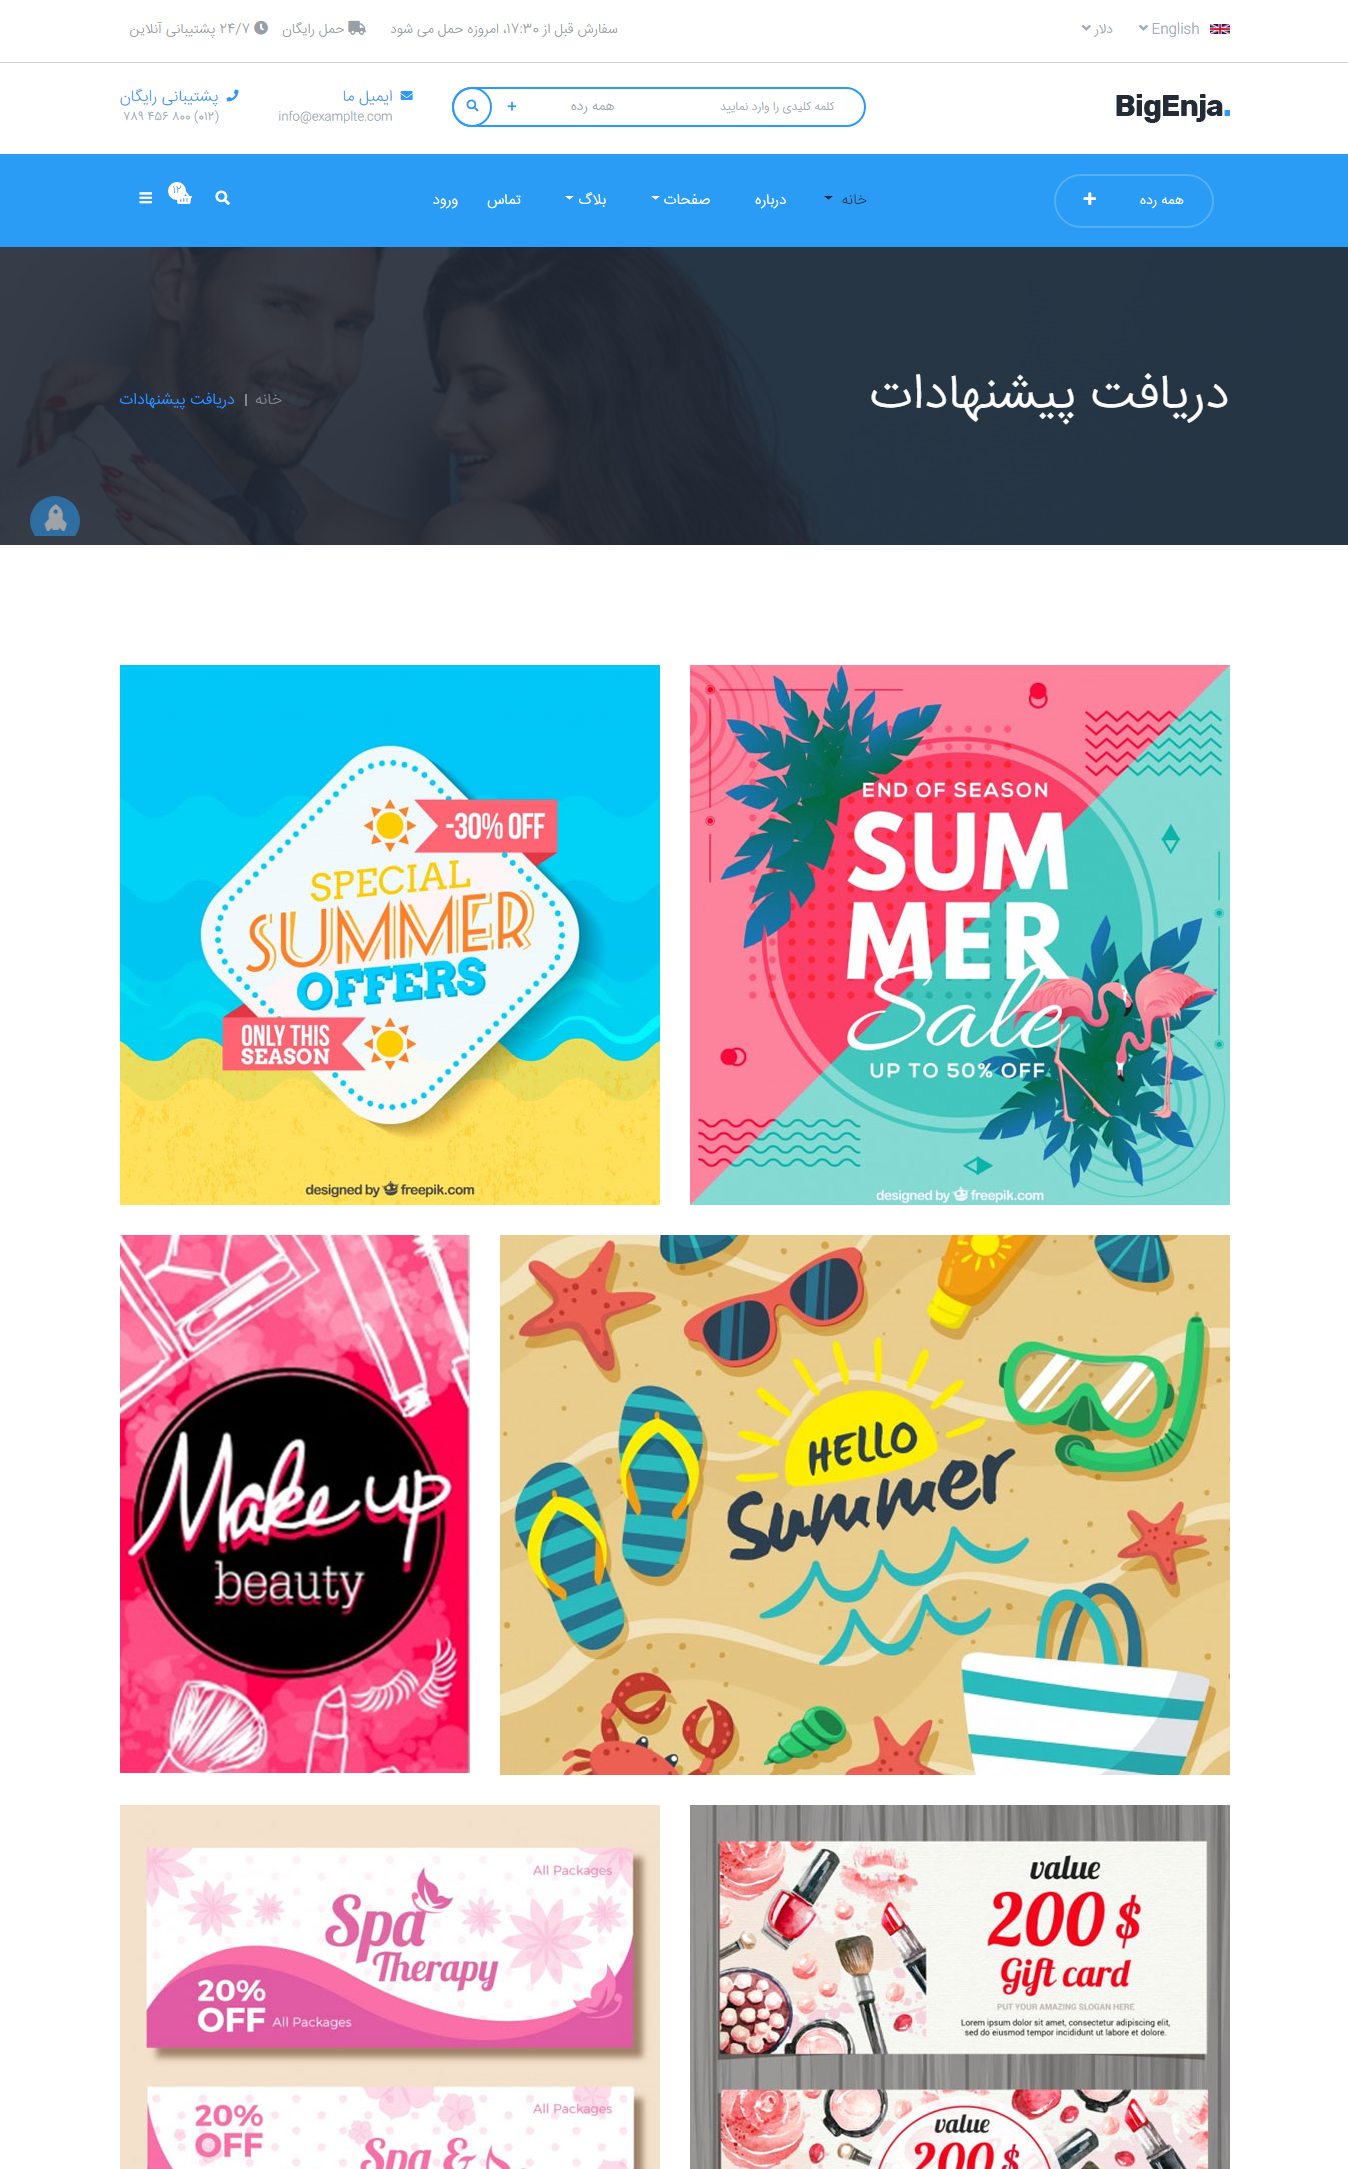 English
دلار
سفارش قبل از ۱۷:۳۰، امروزه حمل می شود
حمل رایگان
۲۴/۷ پشتیبانی آنلاین
BigEnja.
کلمه کلیدی را وارد نمایید
همه رده
ایمیل ما
info@examplte.com
پشتیبانی رایگان
(۰۱۲) ۸۰۰ ۴۵۶ ۷۸۹
همه رده
خانه
درباره
صفحات
بلاگ
تماس
ورود
۱۲
دریافت پیشنهادات
خانه | دریافت پیشنهادات
END OF SEASON
SUM
MER
Sale
UP TO 50% OFF
designed by freepik.com
-30% OFF
SPECIAL
SUMMER
OFFERS
ONLY THIS
SEASON
designed by freepik.com
HELLO
Summer
Make up
beauty
value
200 $
Gift card
PUT YOUR AMAZING SLOGAN HERE
Lorem ipsum dolor sit amet, consectetur adipiscing elit,
sed do eiusmod tempor incididunt ut labore et dolore.
value
200 $
All Packages
Spa
Therapy
20%
OFF All Packages
20%
OFF
All Packages
Spa &